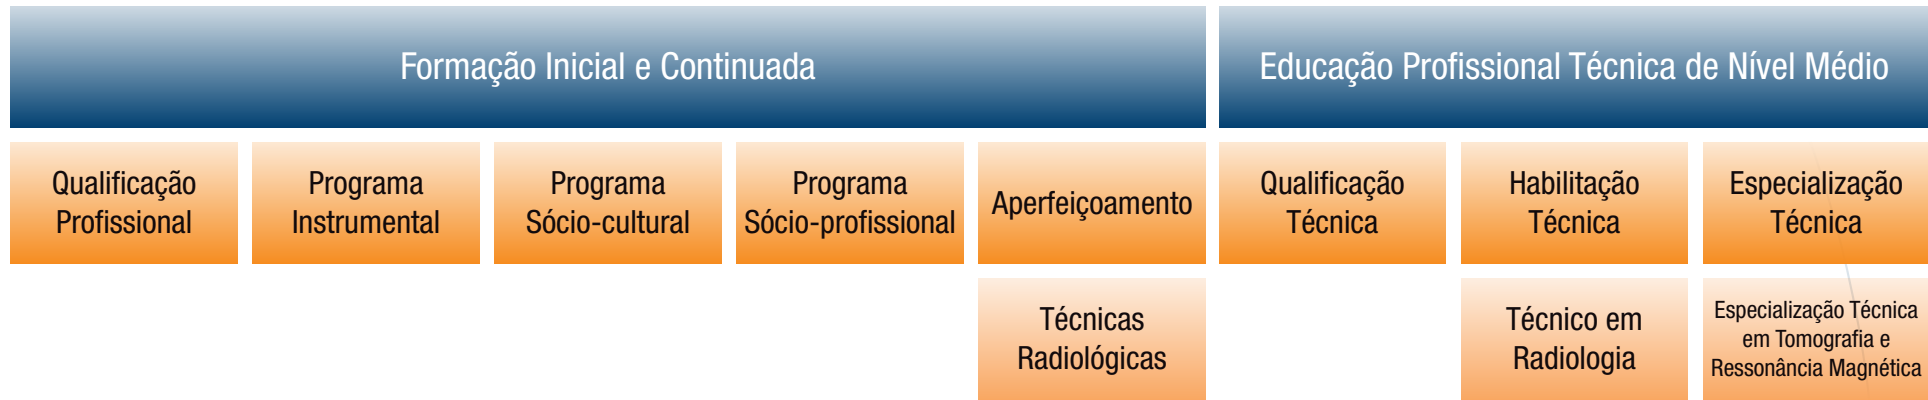 Formação Inicial e Continuada
Educação Profissional Técnica de Nível Médio
Qualificação
Profissional
Programa
Instrumental
Programa
Sócio-cultural
Programa
Sócio-profissional
Aperfeiçoamento
Qualificação
Técnica
Habilitação
Técnica
Especialização
Técnica
Técnicas
Radiológicas
Técnico em
Radiologia
Especialização Técnica
em Tomografia e
Ressonância Magnética